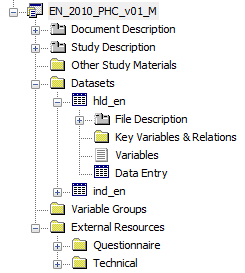 EN_2010_PHC_v01_M
Document Description
Study Description
Other Study Materials
Datasets
hld_en
File Description
Key Variables & Relations
Variables
Data Entry
ind_en
Variable Groups
External Resources
Questionnaire
Technical